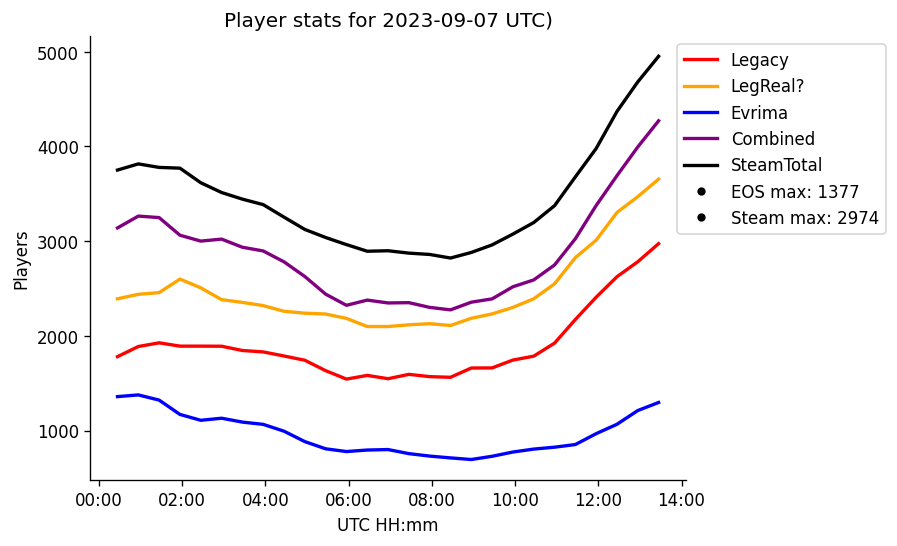 Player stats for 2023-09-07 UTC)
5000
4000
3000
2000
1000
Players
00:00 02:00 04:00 06:00 08:00 10:00 12:00 14:00
UTC HH:mm
Legacy
LegReal?
Evrima
Combined
SteamTotal
EOS max: 1377
Steam max: 2974